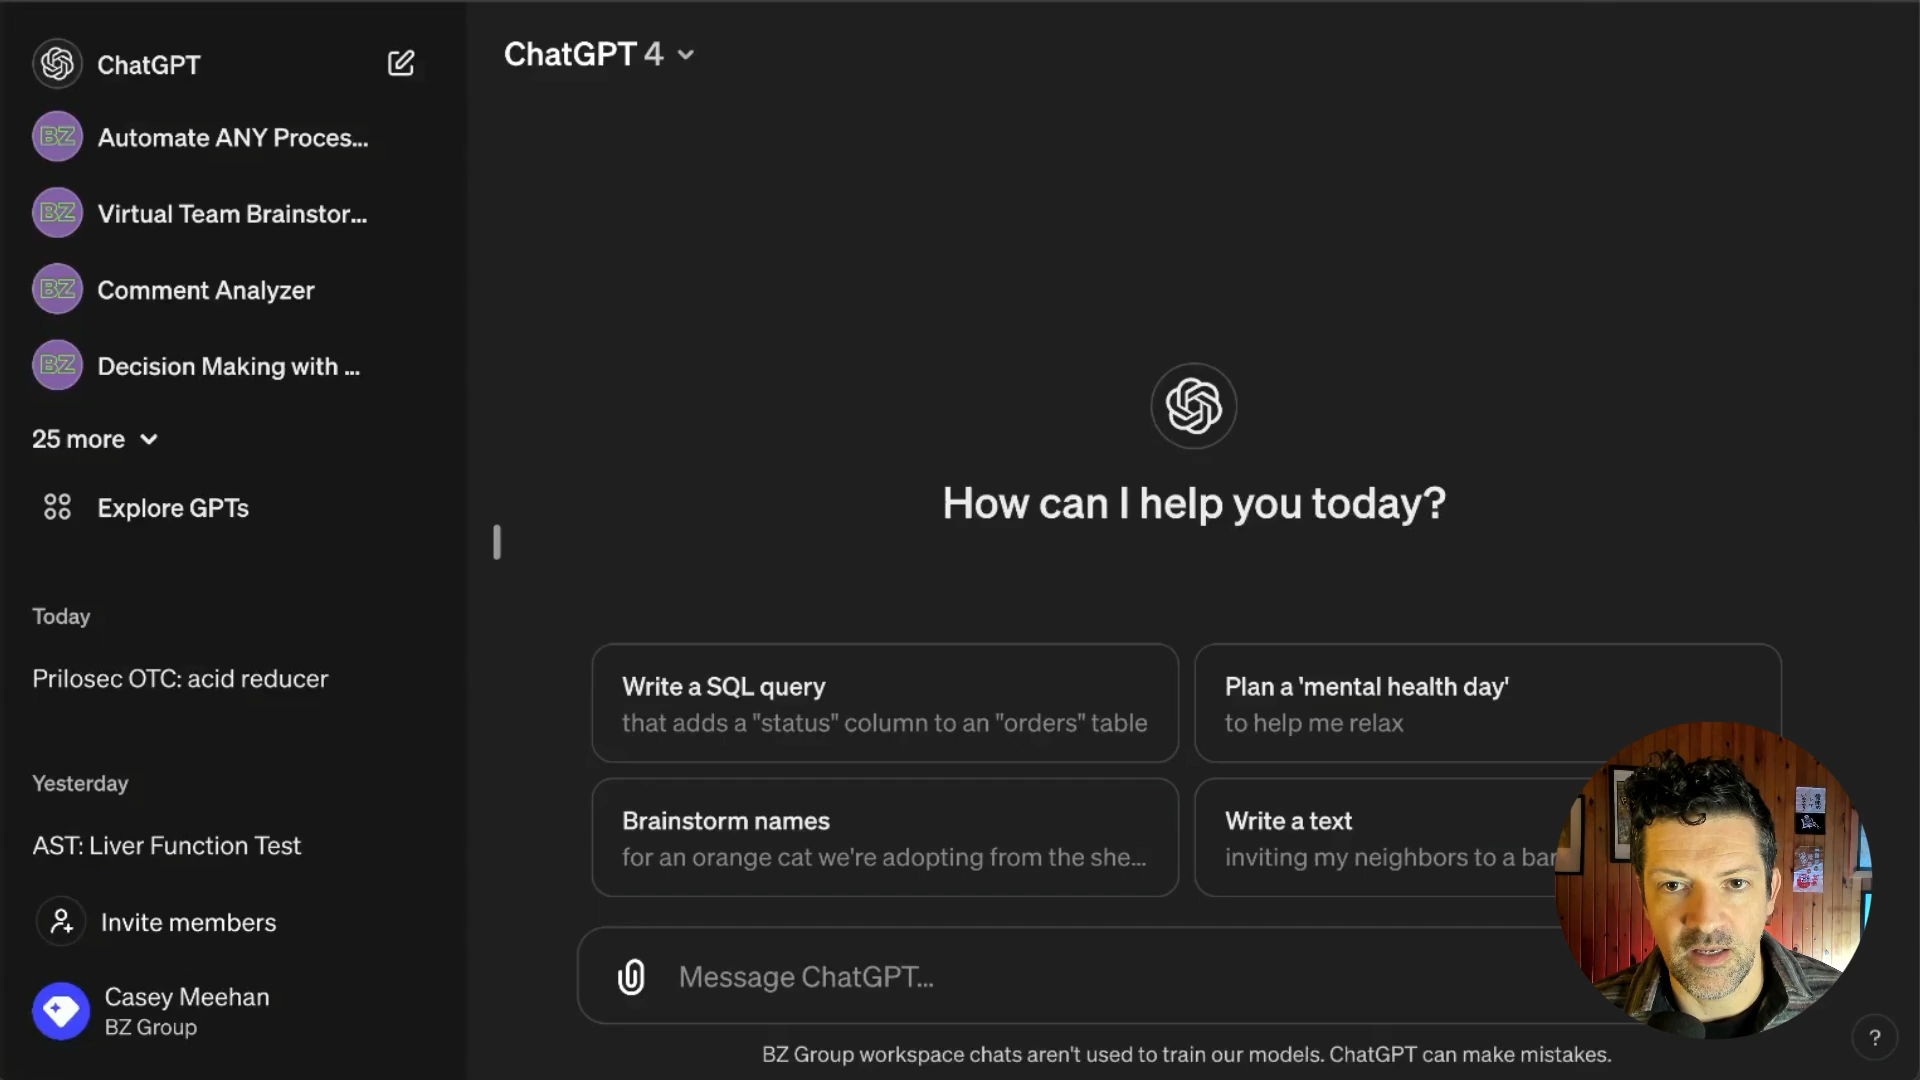 ChatGPT
BZ Automate ANY Proces...
BZ Virtual Team Brainstor...
BZ Comment Analyzer
BZ Decision Making with ...
25 more
Explore GPTs
Today
Prilosec OTC: acid reducer
Yesterday
AST: Liver Function Test
Invite members
Casey Meehan
BZ Group
ChatGPT 4
How can I help you today?
Write a SQL query
that adds a "status" column to an "orders" table
Plan a 'mental health day'
to help me relax
Brainstorm names
for an orange cat we're adopting from the she...
Write a text
inviting my neighbors to a bar
Message ChatGPT...
BZ Group workspace chats aren't used to train our models. ChatGPT can make mistakes.
?